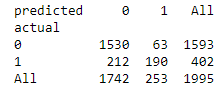 predicted 0 1 All
actual
0 1530 63 1593
1 212 190 402
All 1742 253 1995